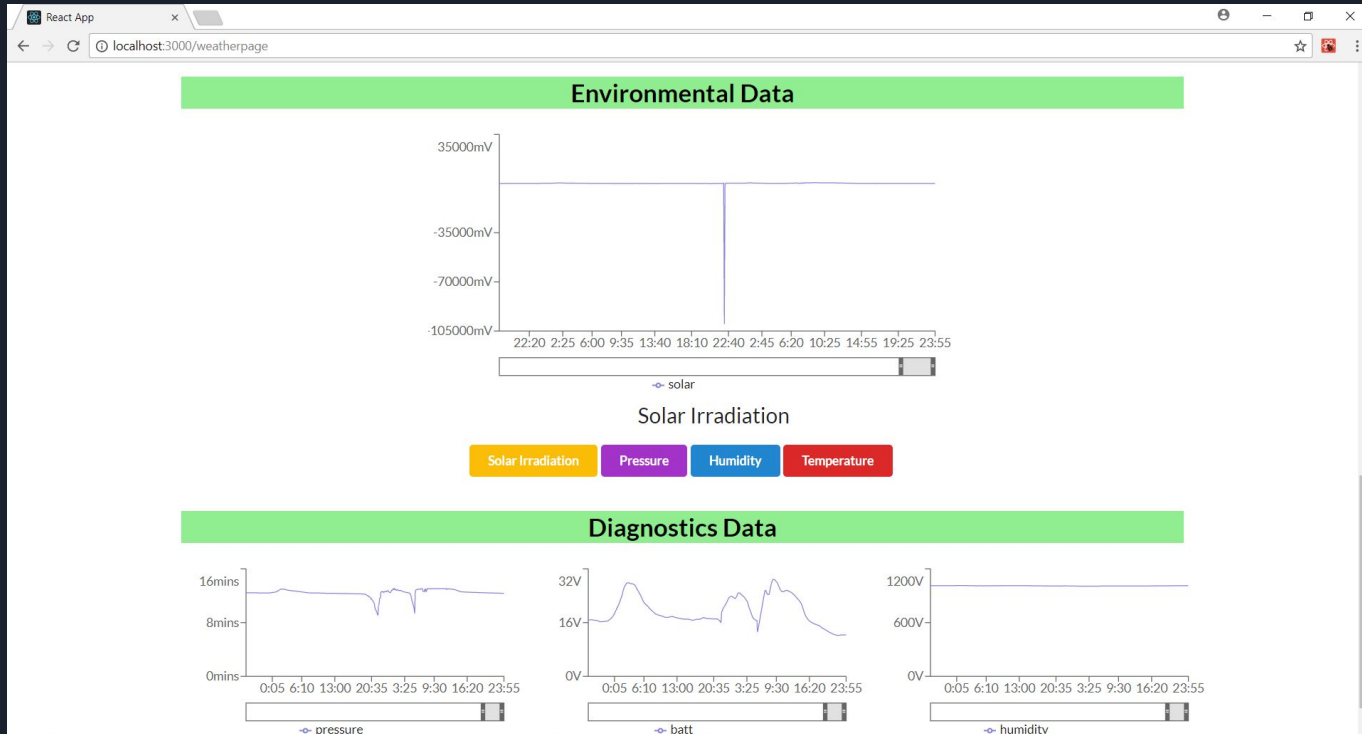 React App
localhost:3000/weatherpage
Environmental Data
35000mV
-35000mV
-70000mV
-105000mV
22:20 2:25 6:00 9:35 13:40 18:10 22:40 2:45 6:20 10:25 14:55 19:25 23:55
solar
Solar Irradiation
Solar Irradiation Pressure Humidity Temperature
Diagnostics Data
16mins
8mins
0mins
0:05 6:10 13:00 20:35 3:25 9:30 16:20 23:55
pressure
32V
16V
0V
0:05 6:10 13:00 20:35 3:25 9:30 16:20 23:55
batt
1200V
600V
0V
0:05 6:10 13:00 20:35 3:25 9:30 16:20 23:55
humidity